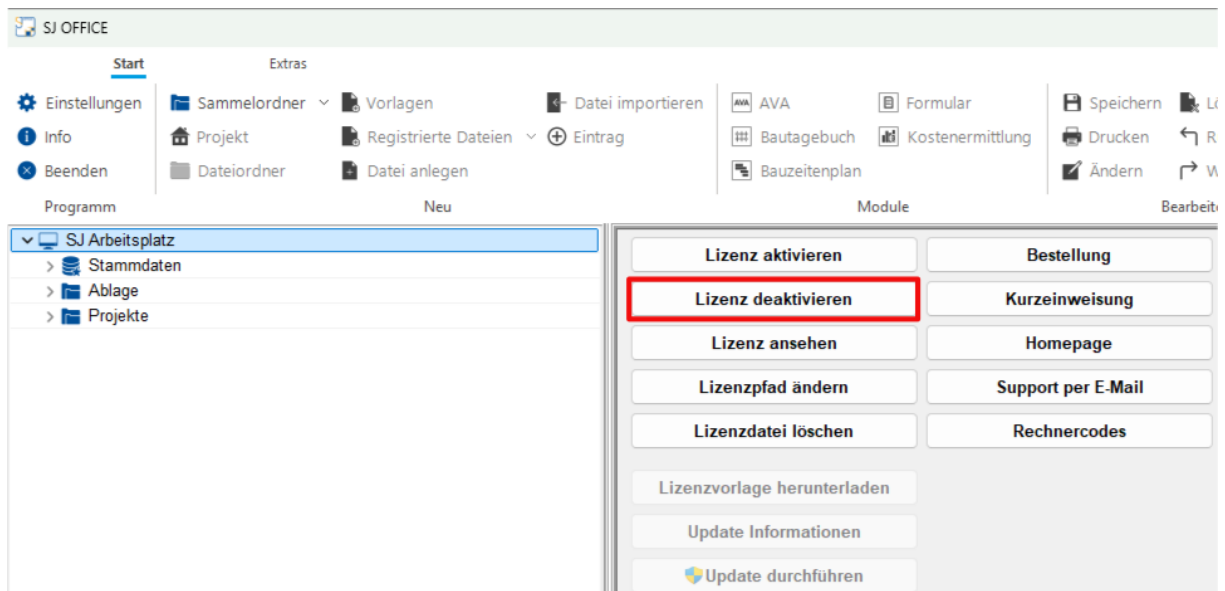 SJ OFFICE
Start Extras
Einstellungen Sammelordner Vorlagen Datei importieren AVA AVA Formular Speichern
Info Projekt Registrierte Dateien Eintrag Bautagebuch Kostenermittlung Drucken R
Beenden Dateiordner Datei anlegen Bauzeitenplan Ändern
Programm Neu Module Bearbeit
SJ Arbeitsplatz
Stammdaten
Ablage
Projekte
Lizenz aktivieren Bestellung
Lizenz deaktivieren Kurzeinweisung
Lizenz ansehen Homepage
Lizenzpfad ändern Support per E-Mail
Lizenzdatei löschen Rechnercodes
Lizenzvorlage herunterladen
Update Informationen
Update durchführen